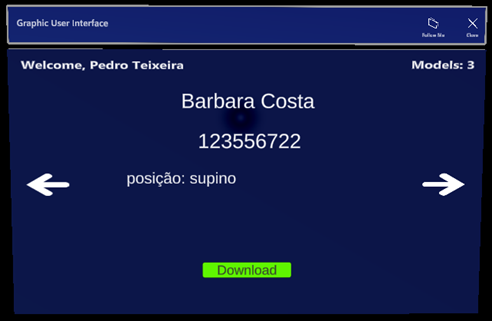 Graphic User Interface
Follow Me
Close
Welcome, Pedro Teixeira
Models: 3
Barbara Costa
123556722
posição: supino
Download